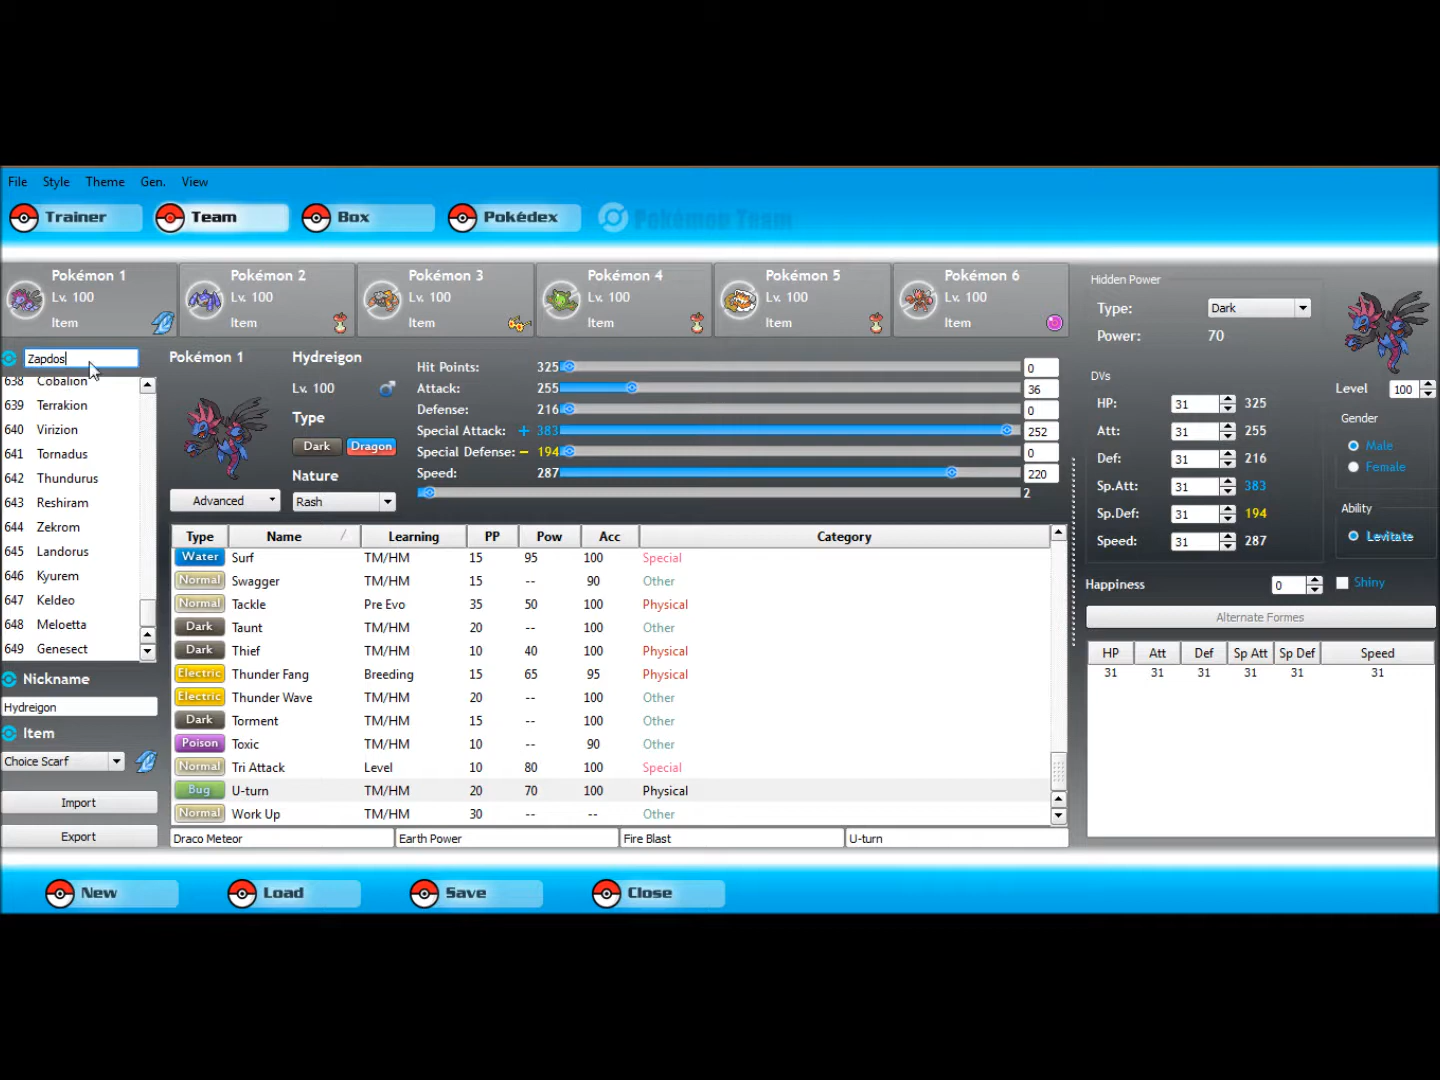 File Style Theme Gen. View
Trainer Team Box Pokédex Pokémon Team
Pokémon 1 Pokémon 2 Pokémon 3 Pokémon 4 Pokémon 5 Pokémon 6
Lv. 100 Lv. 100 Lv. 100 Lv. 100 Lv. 100 Lv. 100
Item Item Item Item Item Item
Zapdos
638 Cobalion
639 Terrakion
640 Virizion
641 Tornadus
642 Thundurus
643 Reshiram
644 Zekrom
645 Landorus
646 Kyurem
647 Keldeo
648 Meloetta
649 Genesect
Nickname
Hydreigon
Item
Choice Scarf
Import
Export
Pokémon 1 Hydreigon
Lv. 100
Type
Dark Dragon
Nature
Advanced Rash
Hit Points: 325 0
Attack: 255 36
Defense: 216 0
Special Attack: + 383 252
Special Defense: – 194 0
Speed: 287 220
2
Type Name Learning PP Pow Acc Category
Water Surf TM/HM 15 95 100 Special
Normal Swagger TM/HM 15 -- 90 Other
Normal Tackle Pre Evo 35 50 100 Physical
Dark Taunt TM/HM 20 -- 100 Other
Dark Thief TM/HM 10 40 100 Physical
Electric Thunder Fang Breeding 15 65 95 Physical
Electric Thunder Wave TM/HM 20 -- 100 Other
Dark Torment TM/HM 15 -- 100 Other
Poison Toxic TM/HM 10 -- 90 Other
Normal Tri Attack Level 10 80 100 Special
Bug U-turn TM/HM 20 70 100 Physical
Normal Work Up TM/HM 30 -- -- Other
Draco Meteor Earth Power Fire Blast U-turn
Hidden Power
Type: Dark
Power: 70
DVs
HP: 31 325
Att: 31 255
Def: 31 216
Sp.Att: 31 383
Sp.Def: 31 194
Speed: 31 287
Level 100
Gender
Male
Female
Ability
Levitate
Happiness 0 Shiny
Alternate Formes
HP Att Def Sp Att Sp Def Speed
31 31 31 31 31 31
New Load Save Close